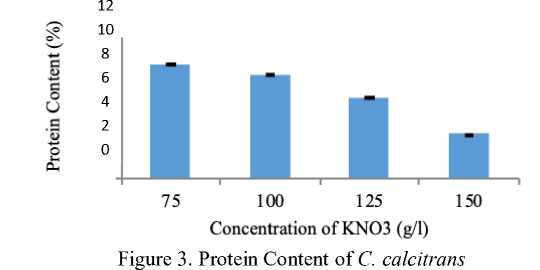 12
10
8
6
4
2
0
Protein Content (%)
75 100 125 150
Concentration of KNO3 (g/l)
Figure 3. Protein Content of C. calcitrans